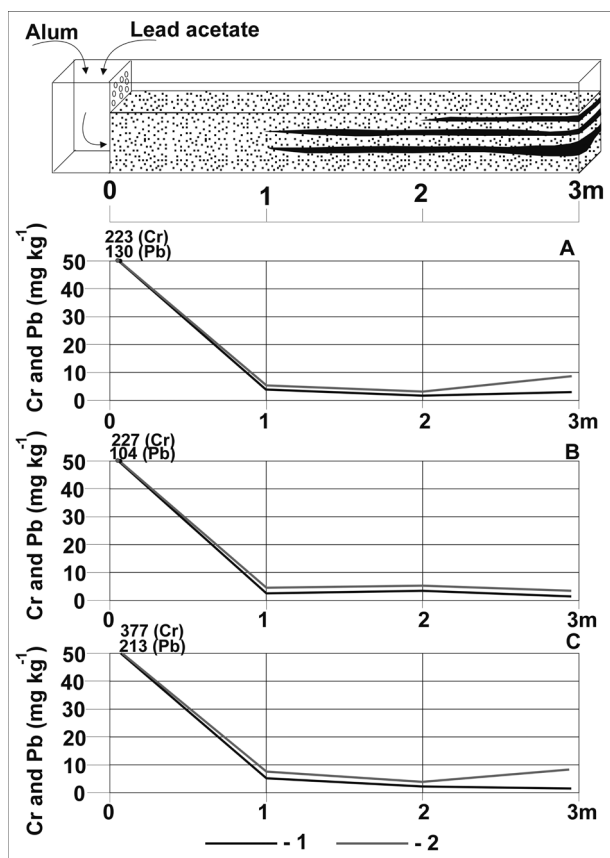 Alum
Lead acetate
0 1 2 3m
223 (Cr)
130 (Pb)
A
Cr and Pb (mg kg-1)
50
40
30
20
10
0
0 1 2 3m
227 (Cr)
104 (Pb)
B
Cr and Pb (mg kg-1)
50
40
30
20
10
0
0 1 2 3m
377 (Cr)
213 (Pb)
C
Cr and Pb (mg kg-1)
50
40
30
20
10
0
0 1 2 3m
- 1 - 2